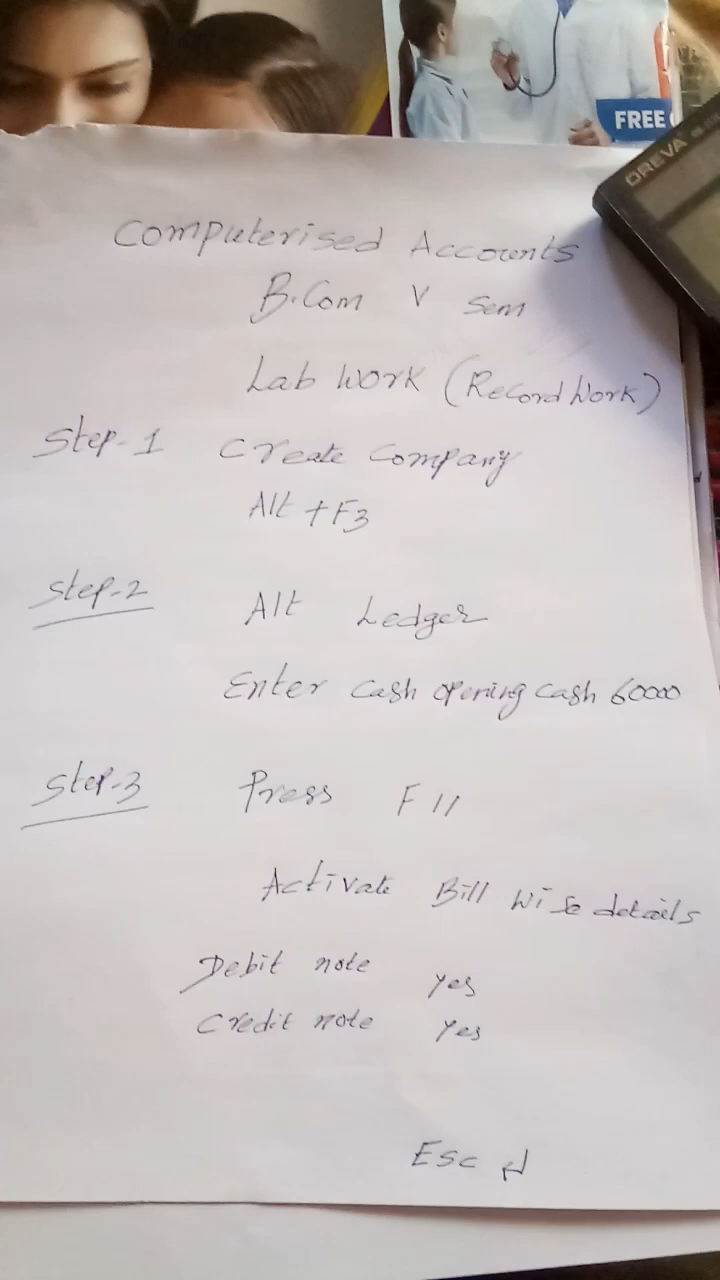 FREE
OREVA
Computerised Accounts
B.Com V Sem
Lab Work (Record Work)
Step-1 Create Company
Alt + F3
Step-2 Alt Ledger
Enter cash opening cash 60000
Step-3 Press F 11
Activate Bill wise details
Debit note yes
Credit note yes
Esc ↵